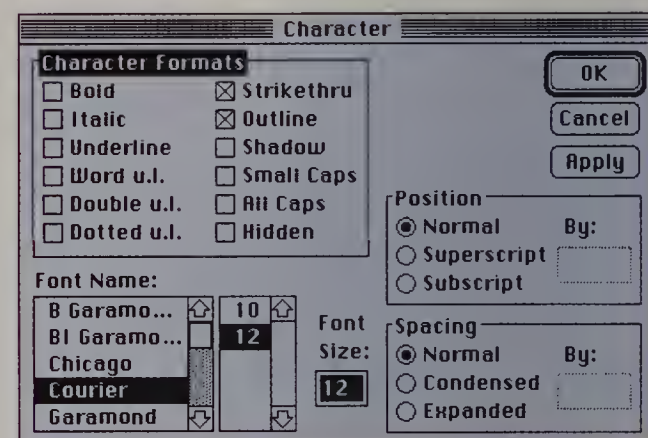 Character
Character Formats
Bold
Italic
Underline
Word u.l.
Double u.l.
Dotted u.l.
Strikethru
Outline
Shadow
Small Caps
All Caps
Hidden
OK
Cancel
Apply
Position
Normal
Superscript
Subscript
By:
Font Name:
B Garamo...
BI Garamo...
Chicago
Courier
Garamond
10
12
Font
Size:
12
Spacing
Normal
Condensed
Expanded
By: